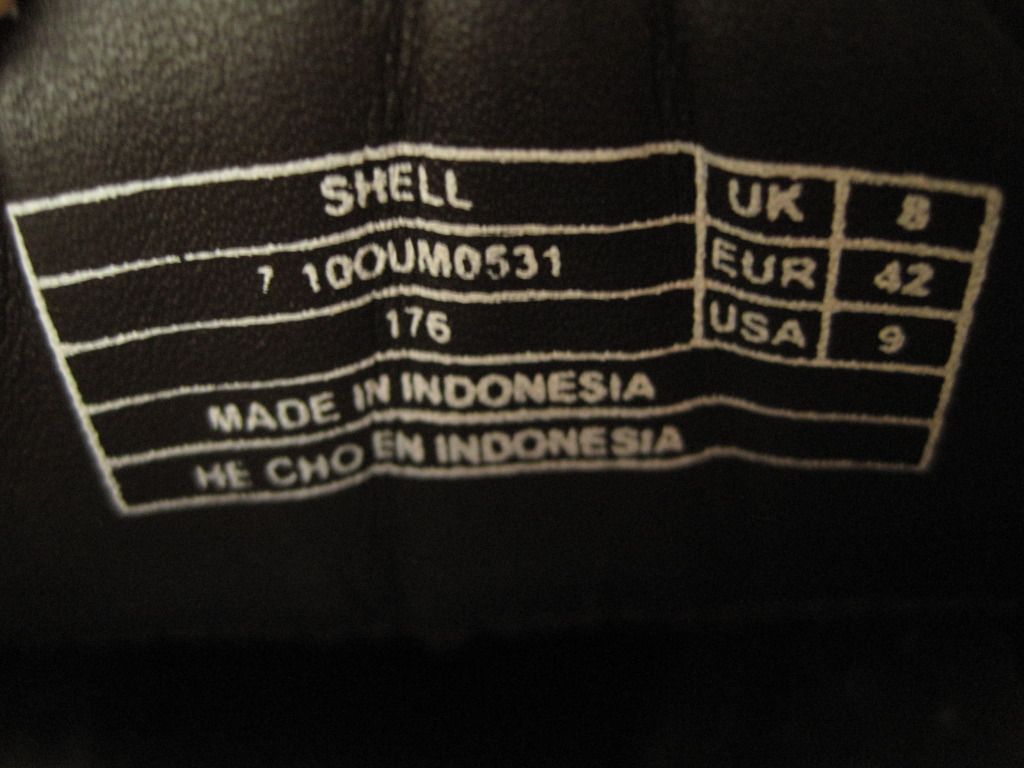 SHELL UK 8
7 100UM0531 EUR 42
176 USA 9
MADE IN INDONESIA
HE CHO EN INDONESIA